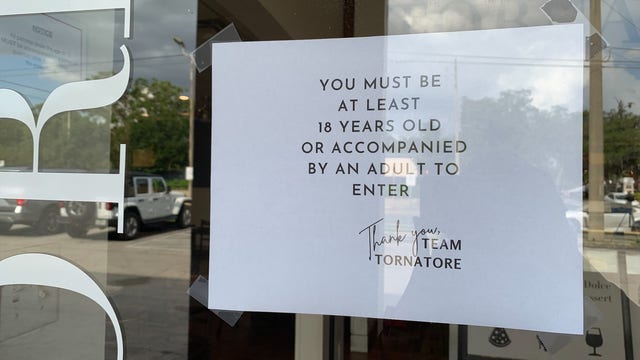 YOU MUST BE
AT LEAST
18 YEARS OLD
OR ACCOMPANIED
BY AN ADULT TO
ENTER
Thank you,
TEAM
TORNATORE
Dolce